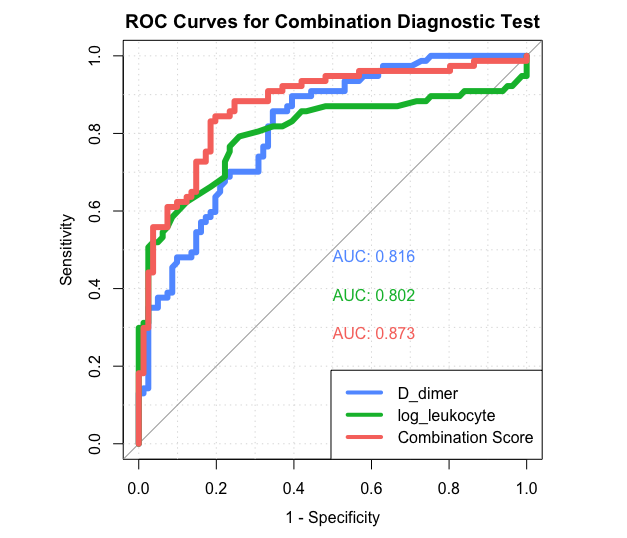 ROC Curves for Combination Diagnostic Test
1.0
0.8
0.6
0.4
0.2
0.0
Sensitivity
AUC: 0.816
AUC: 0.802
AUC: 0.873
D_dimer
log_leukocyte
Combination Score
0.0 0.2 0.4 0.6 0.8 1.0
1 - Specificity